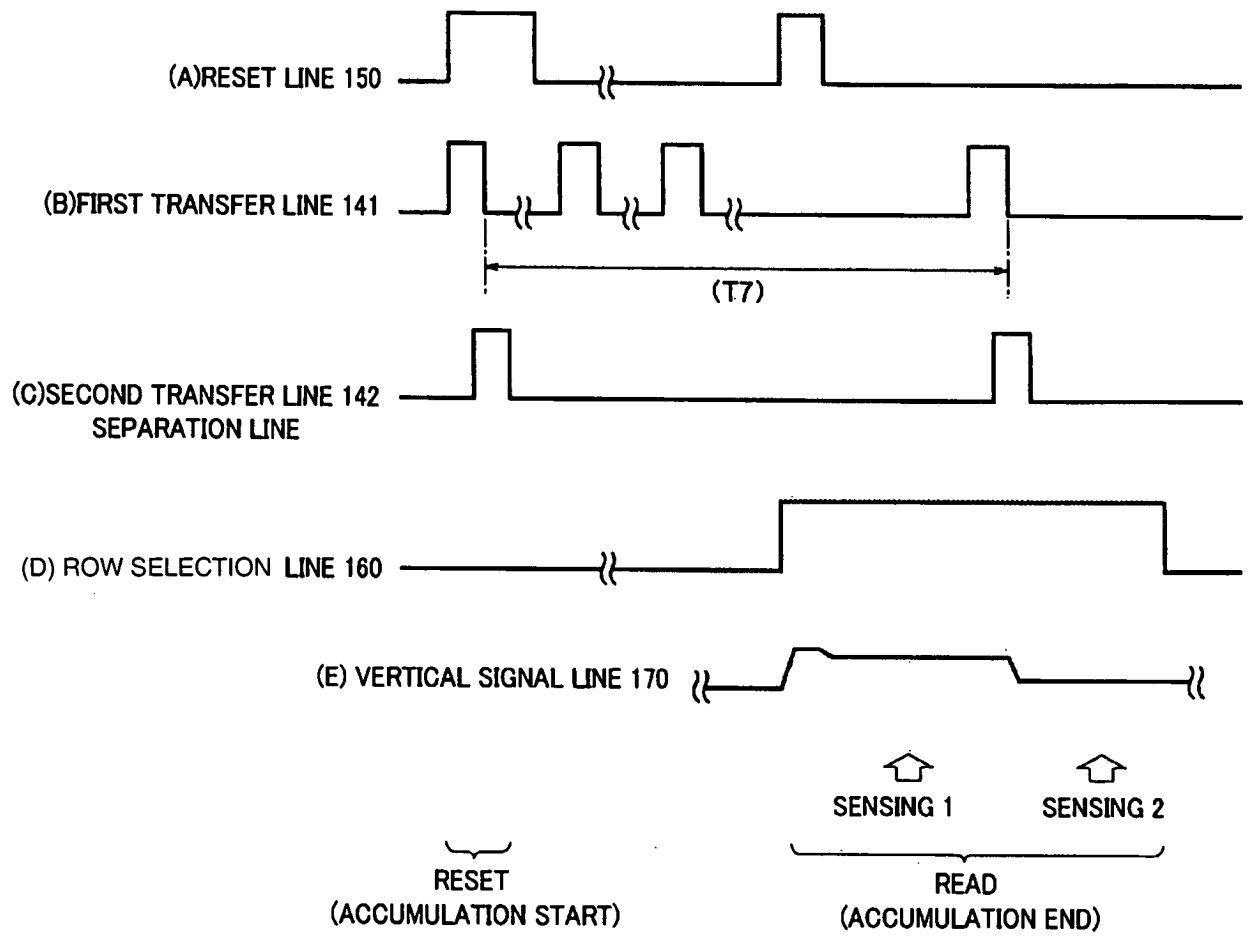 (A)RESET LINE 150
(B)FIRST TRANSFER LINE 141
(T7)
(C)SECOND TRANSFER LINE 142
SEPARATION LINE
(D) ROW SELECTION LINE 160
(E) VERTICAL SIGNAL LINE 170
SENSING 1
SENSING 2
RESET
(ACCUMULATION START)
READ
(ACCUMULATION END)